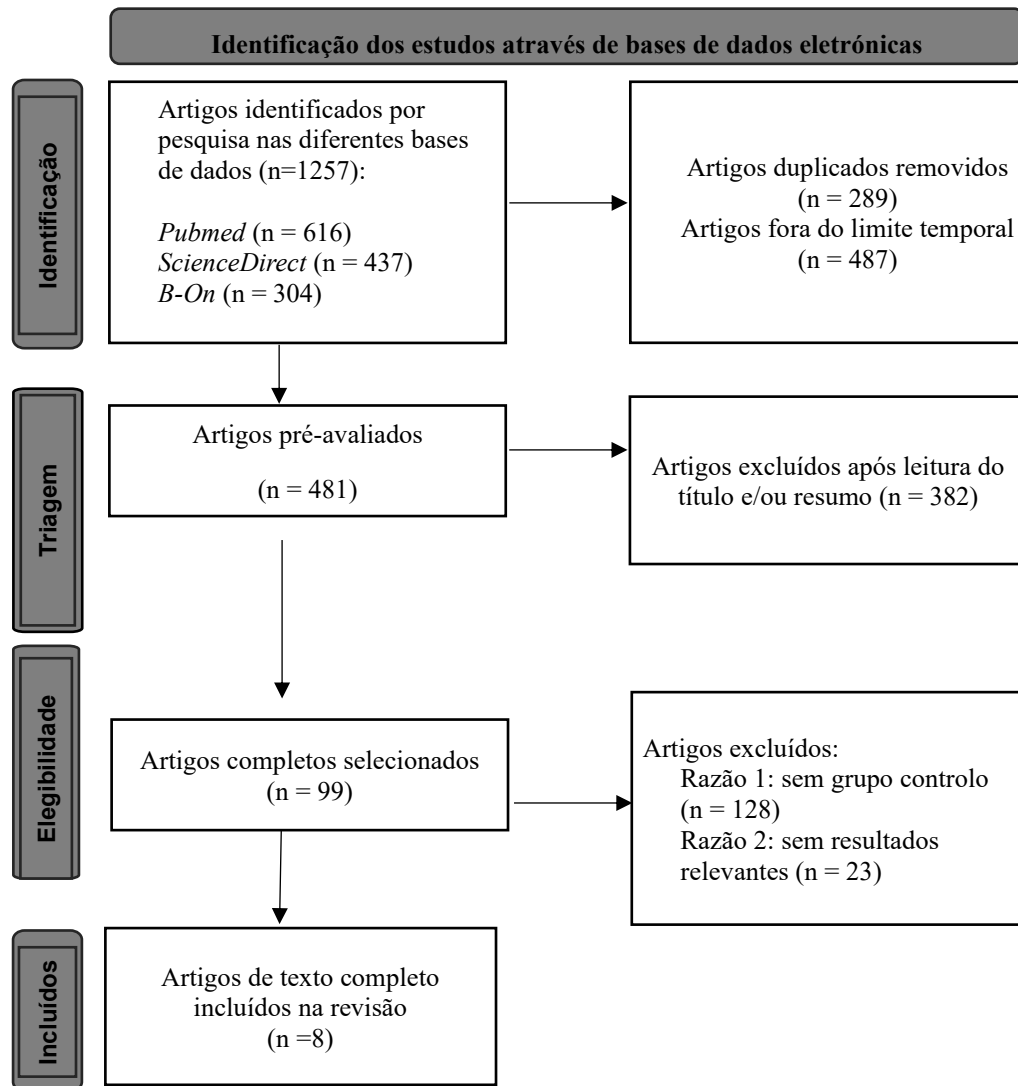 Identificação dos estudos através de bases de dados eletrónicas
Identificação
Artigos identificados por
pesquisa nas diferentes bases
de dados (n=1257):
Pubmed (n = 616)
ScienceDirect (n = 437)
B-On (n = 304)
Artigos duplicados removidos
(n = 289)
Artigos fora do limite temporal
(n = 487)
Triagem
Artigos pré-avaliados
(n = 481)
Artigos excluídos após leitura do
título e/ou resumo (n = 382)
Elegibilidade
Artigos completos selecionados
(n = 99)
Artigos excluídos:
Razão 1: sem grupo controlo
(n = 128)
Razão 2: sem resultados
relevantes (n = 23)
Incluídos
Artigos de texto completo
incluídos na revisão
(n =8)